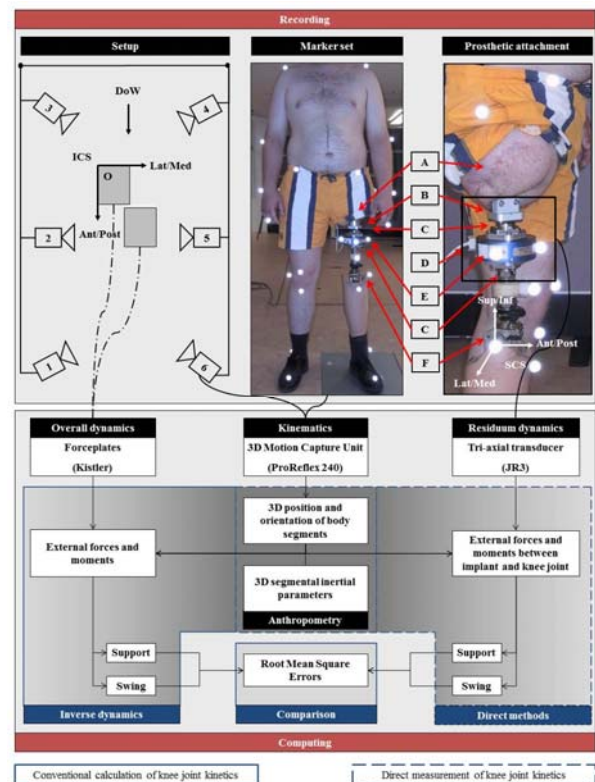 Recording
Setup
Marker set
Prosthetic attachment
3
DoW
4
ICS
O
Lat/Med
2
Ant/Post
5
1
6
A
B
C
D
E
C
F
Sup/Inf
Ant/Post
SCS
Lat/Med
Overall dynamics
Forceplates
(Kistler)
Kinematics
3D Motion Capture Unit
(ProReflex 240)
Residuum dynamics
Tri-axial transducer
(JR3)
External forces and
moments
3D position and
orientation of body
segments
3D segmental inertial
parameters
Anthropometry
External forces and
moments between
implant and knee joint
Support
Swing
Root Mean Square
Errors
Support
Swing
Inverse dynamics
Comparison
Direct methods
Computing
Conventional calculation of knee joint kinetics
Direct measurement of knee joint kinetics